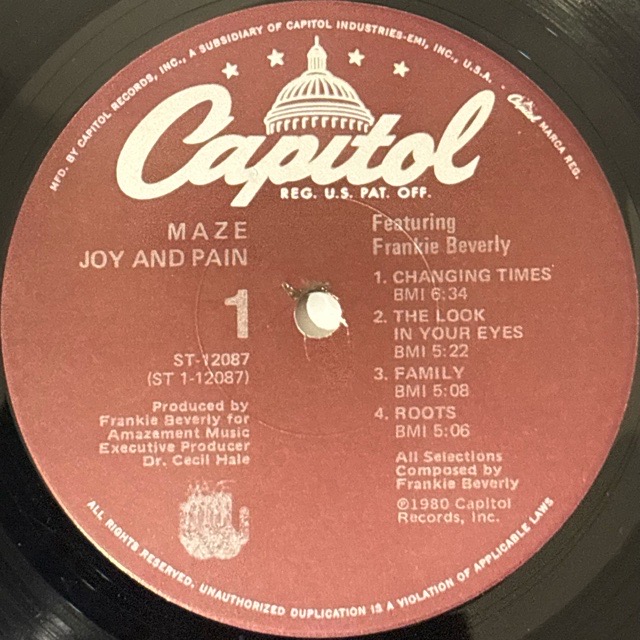 MFD. BY CAPITOL RECORDS, INC., A SUBSIDIARY OF CAPITOL INDUSTRIES-EMI, INC., U.S.A. · Capitol MARCA REG.
Capitol
REG. U.S. PAT. OFF.
MAZE
JOY AND PAIN
1
ST-12087
(ST 1-12087)
Produced by
Frankie Beverly for
Amazement Music
Executive Producer
Dr. Cecil Hale
Featuring
Frankie Beverly
1. CHANGING TIMES
BMI 6:34
2. THE LOOK
IN YOUR EYES
BMI 5:22
3. FAMILY
BMI 5:08
4. ROOTS
BMI 5:06
All Selections
Composed by
Frankie Beverly
℗1980 Capitol
Records, Inc.
ALL RIGHTS RESERVED. UNAUTHORIZED DUPLICATION IS A VIOLATION OF APPLICABLE LAWS